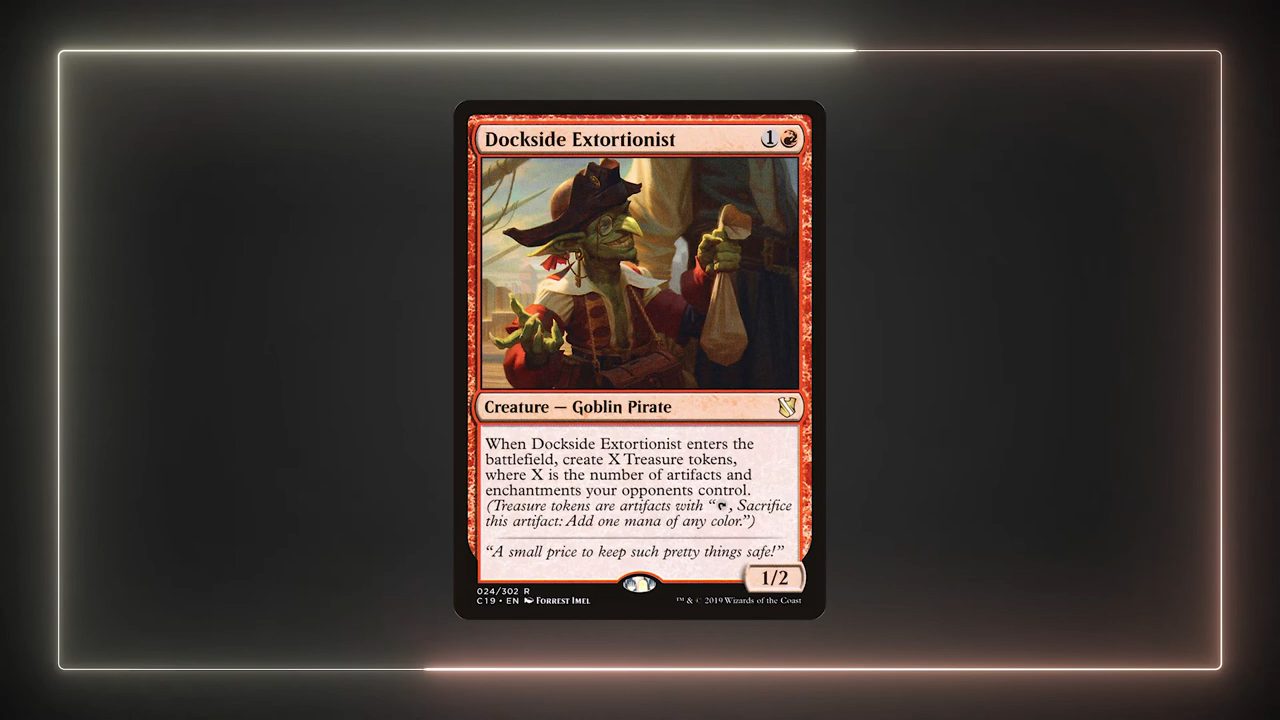 Dockside Extortionist 1
Creature — Goblin Pirate
When Dockside Extortionist enters the
battlefield, create X Treasure tokens,
where X is the number of artifacts and
enchantments your opponents control.
(Treasure tokens are artifacts with “, Sacrifice
this artifact: Add one mana of any color.”)
“A small price to keep such pretty things safe!”
1/2
024/302 R
C19 • EN Forrest Imel
™ & © 2019 Wizards of the Coast